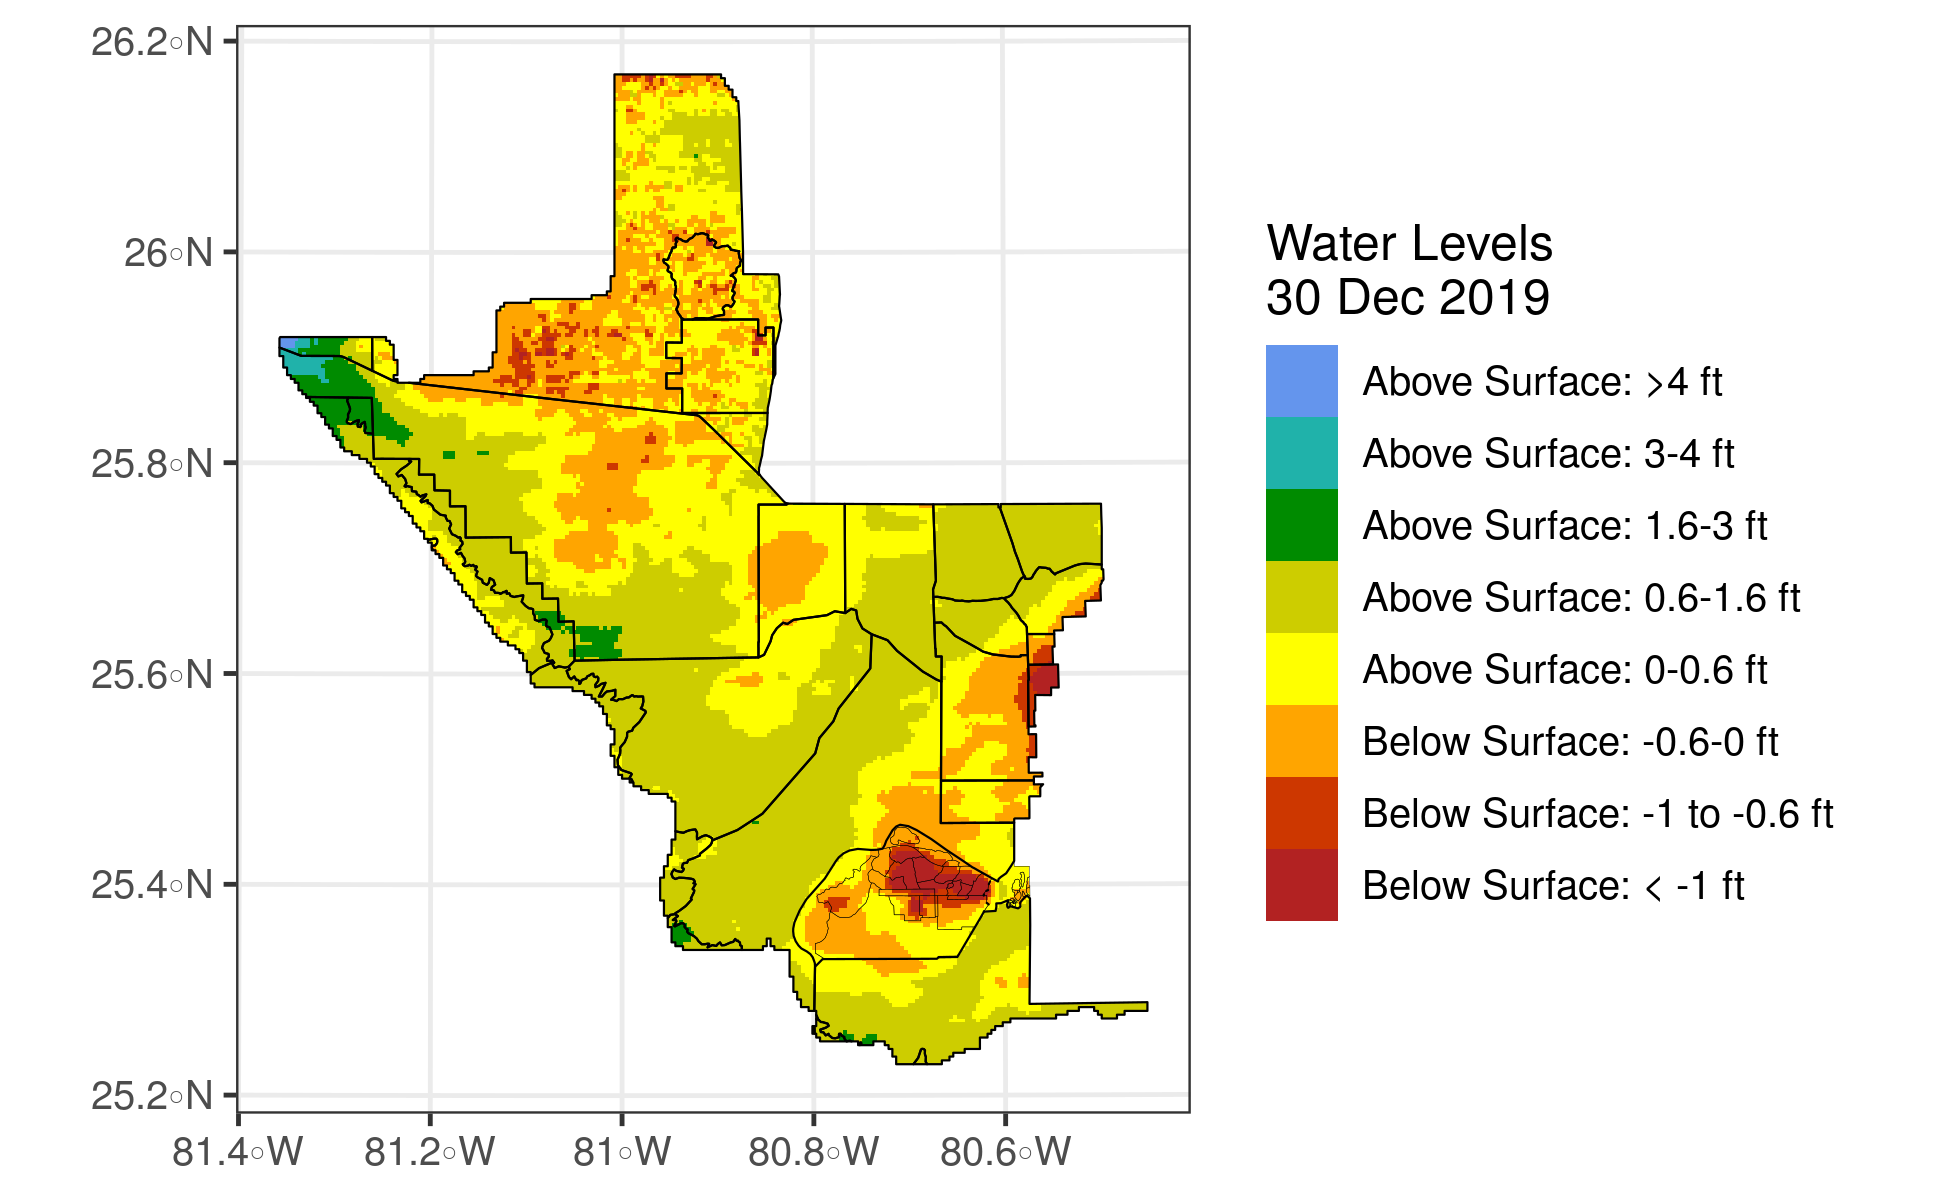 26.2◦N
26◦N
25.8◦N
25.6◦N
25.4◦N
25.2◦N
81.4◦W
81.2◦W
81◦W
80.8◦W
80.6◦W
Water Levels
30 Dec 2019
Above Surface: >4 ft
Above Surface: 3-4 ft
Above Surface: 1.6-3 ft
Above Surface: 0.6-1.6 ft
Above Surface: 0-0.6 ft
Below Surface: -0.6-0 ft
Below Surface: -1 to -0.6 ft
Below Surface: < -1 ft